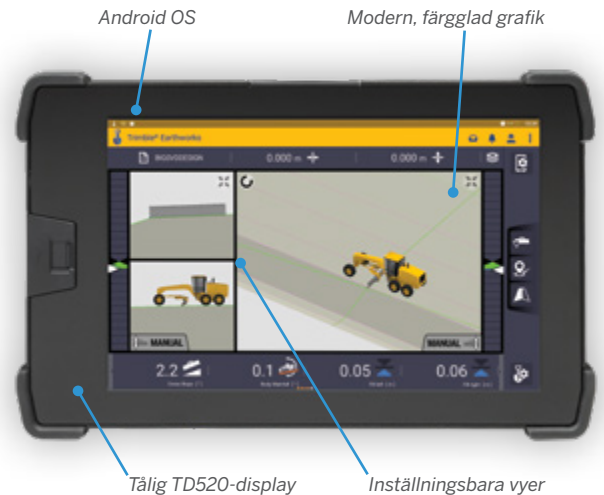 Android OS
Modern, färgglad grafik
Trimble® Earthworks
BIGSVODESIGN
0.000 m
0.000 m
MANUAL
MANUAL
2.2
0.1
0.05
0.06
Tålig TD520-display
Inställningsbara vyer